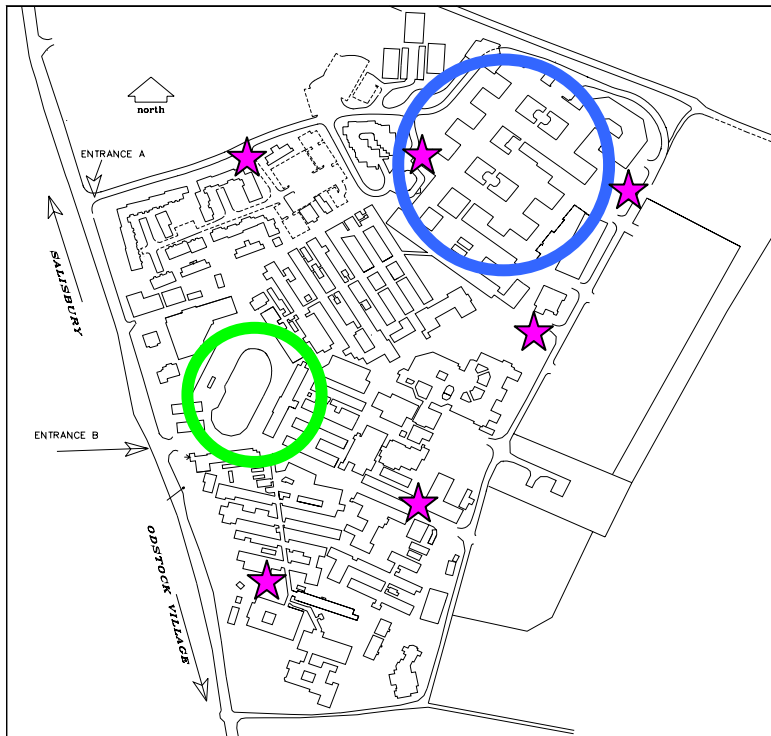 north
ENTRANCE A
SALISBURY
ENTRANCE B
ODSTOCK VILLAGE